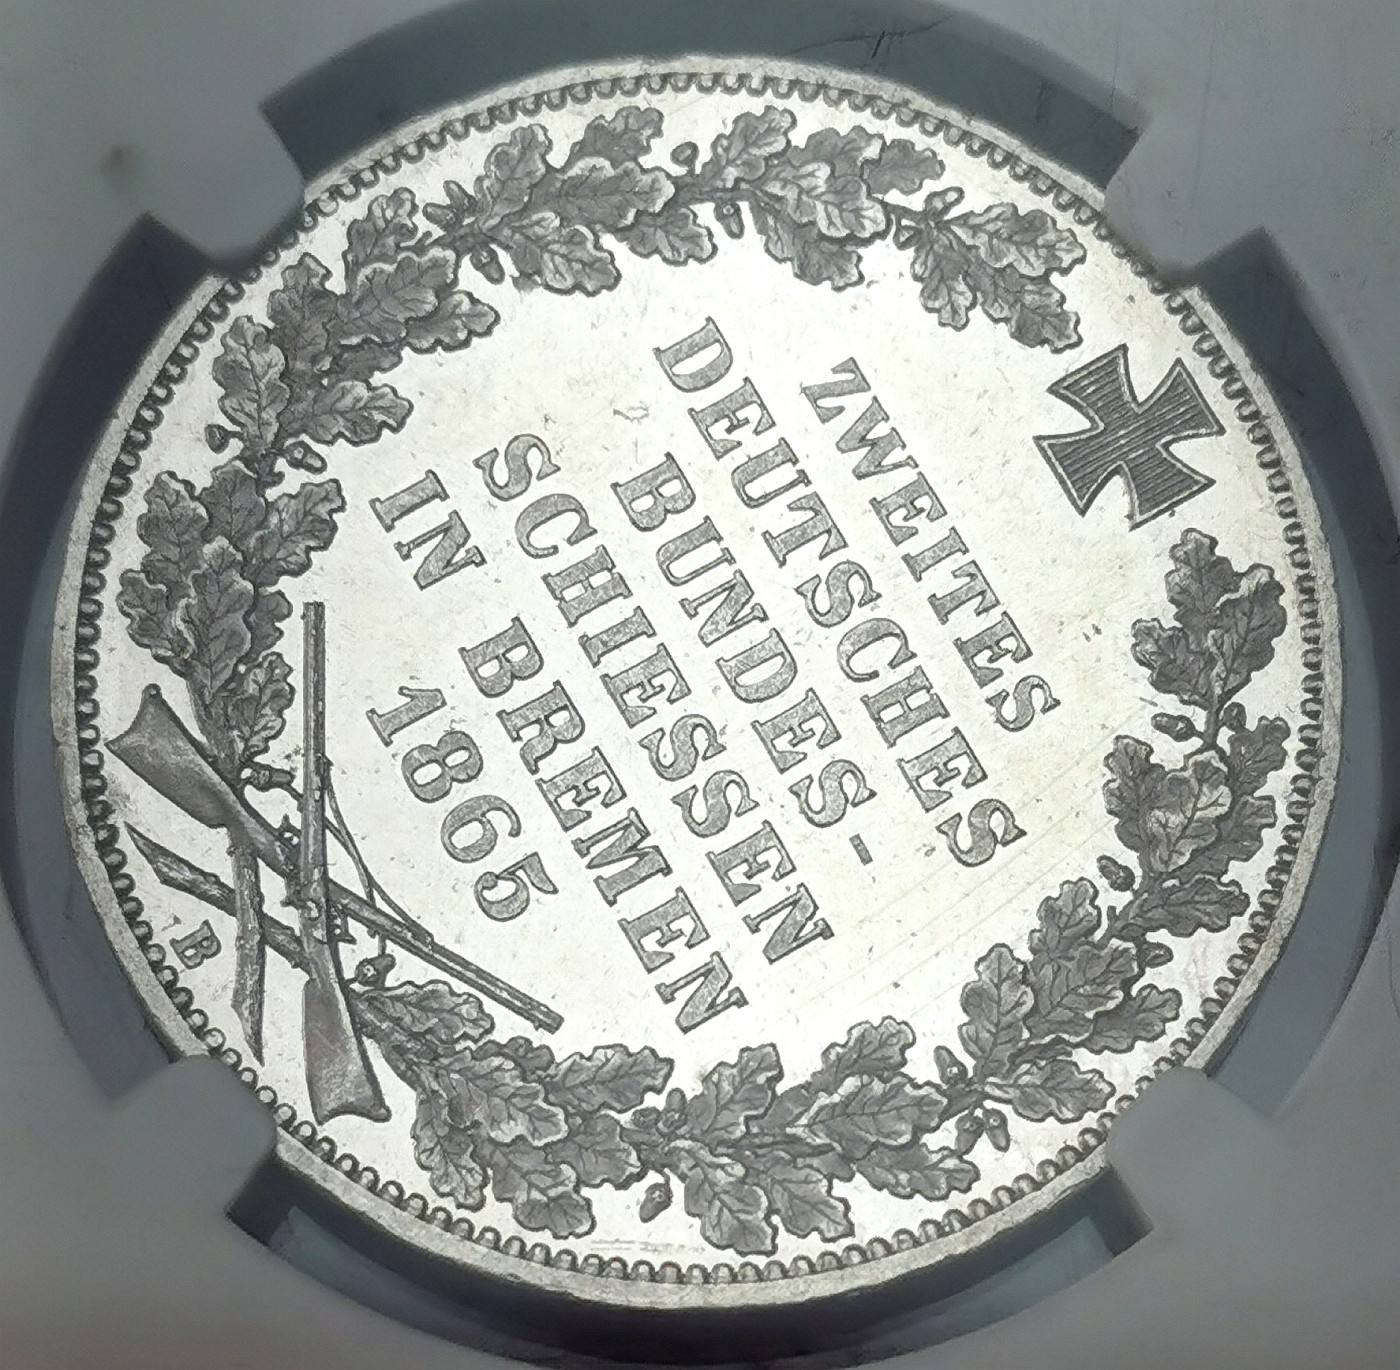 ZWEITES
DEUTSCHES
BUNDES-
SCHIESSEN
IN BREMEN
1865
B